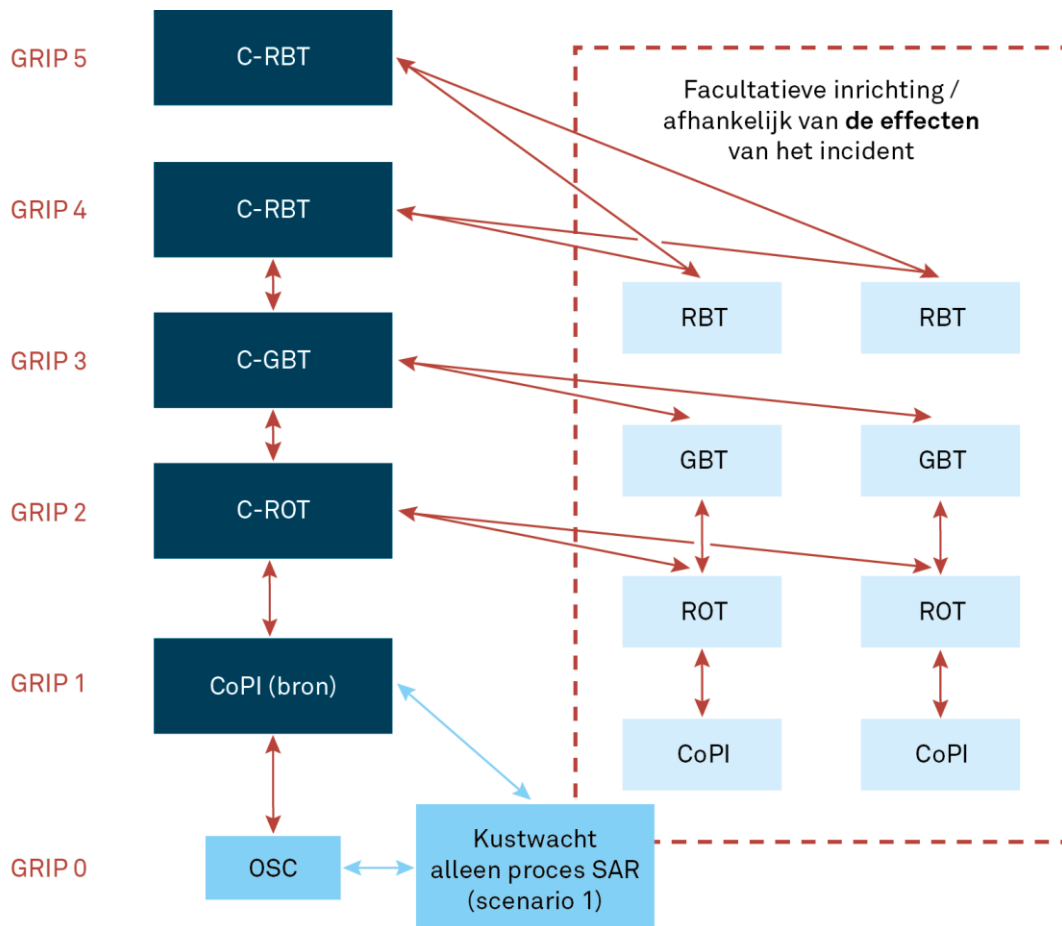 GRIP 5
C-RBT
Facultatieve inrichting /
afhankelijk van de effecten
van het incident
GRIP 4
C-RBT
RBT
RBT
GRIP 3
C-GBT
GBT
GBT
GRIP 2
C-ROT
ROT
ROT
GRIP 1
CoPI (bron)
CoPI
CoPI
GRIP 0
OSC
Kustwacht
alleen proces SAR
(scenario 1)